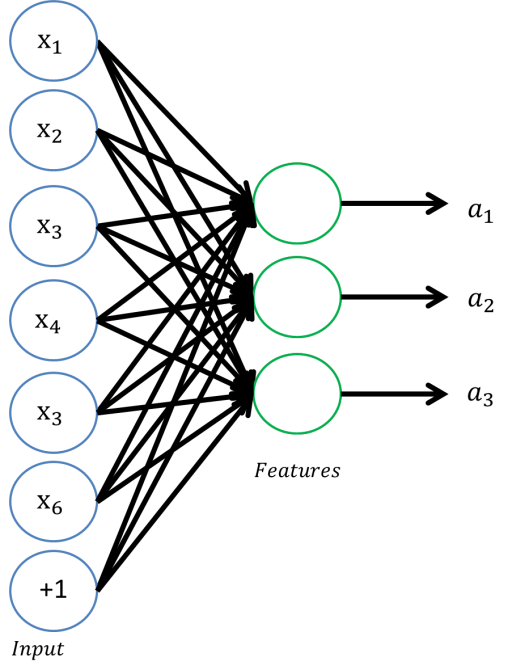 x₁
x₂
x₃
x₄
x₃
x₆
+1
Input
Features
a₁
a₂
a₃